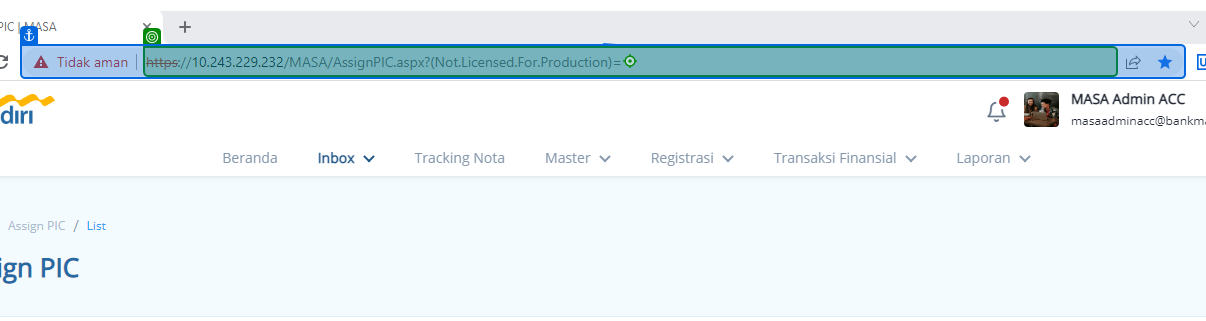 PIC | MASA
Tidak aman | https://10.243.229.232/MASA/AssignPIC.aspx?(Not.Licensed.For.Production)=
diri
MASA Admin ACC
masaadminacc@bankma
Beranda Inbox Tracking Nota Master Registrasi Transaksi Finansial Laporan
Assign PIC / List
ign PIC